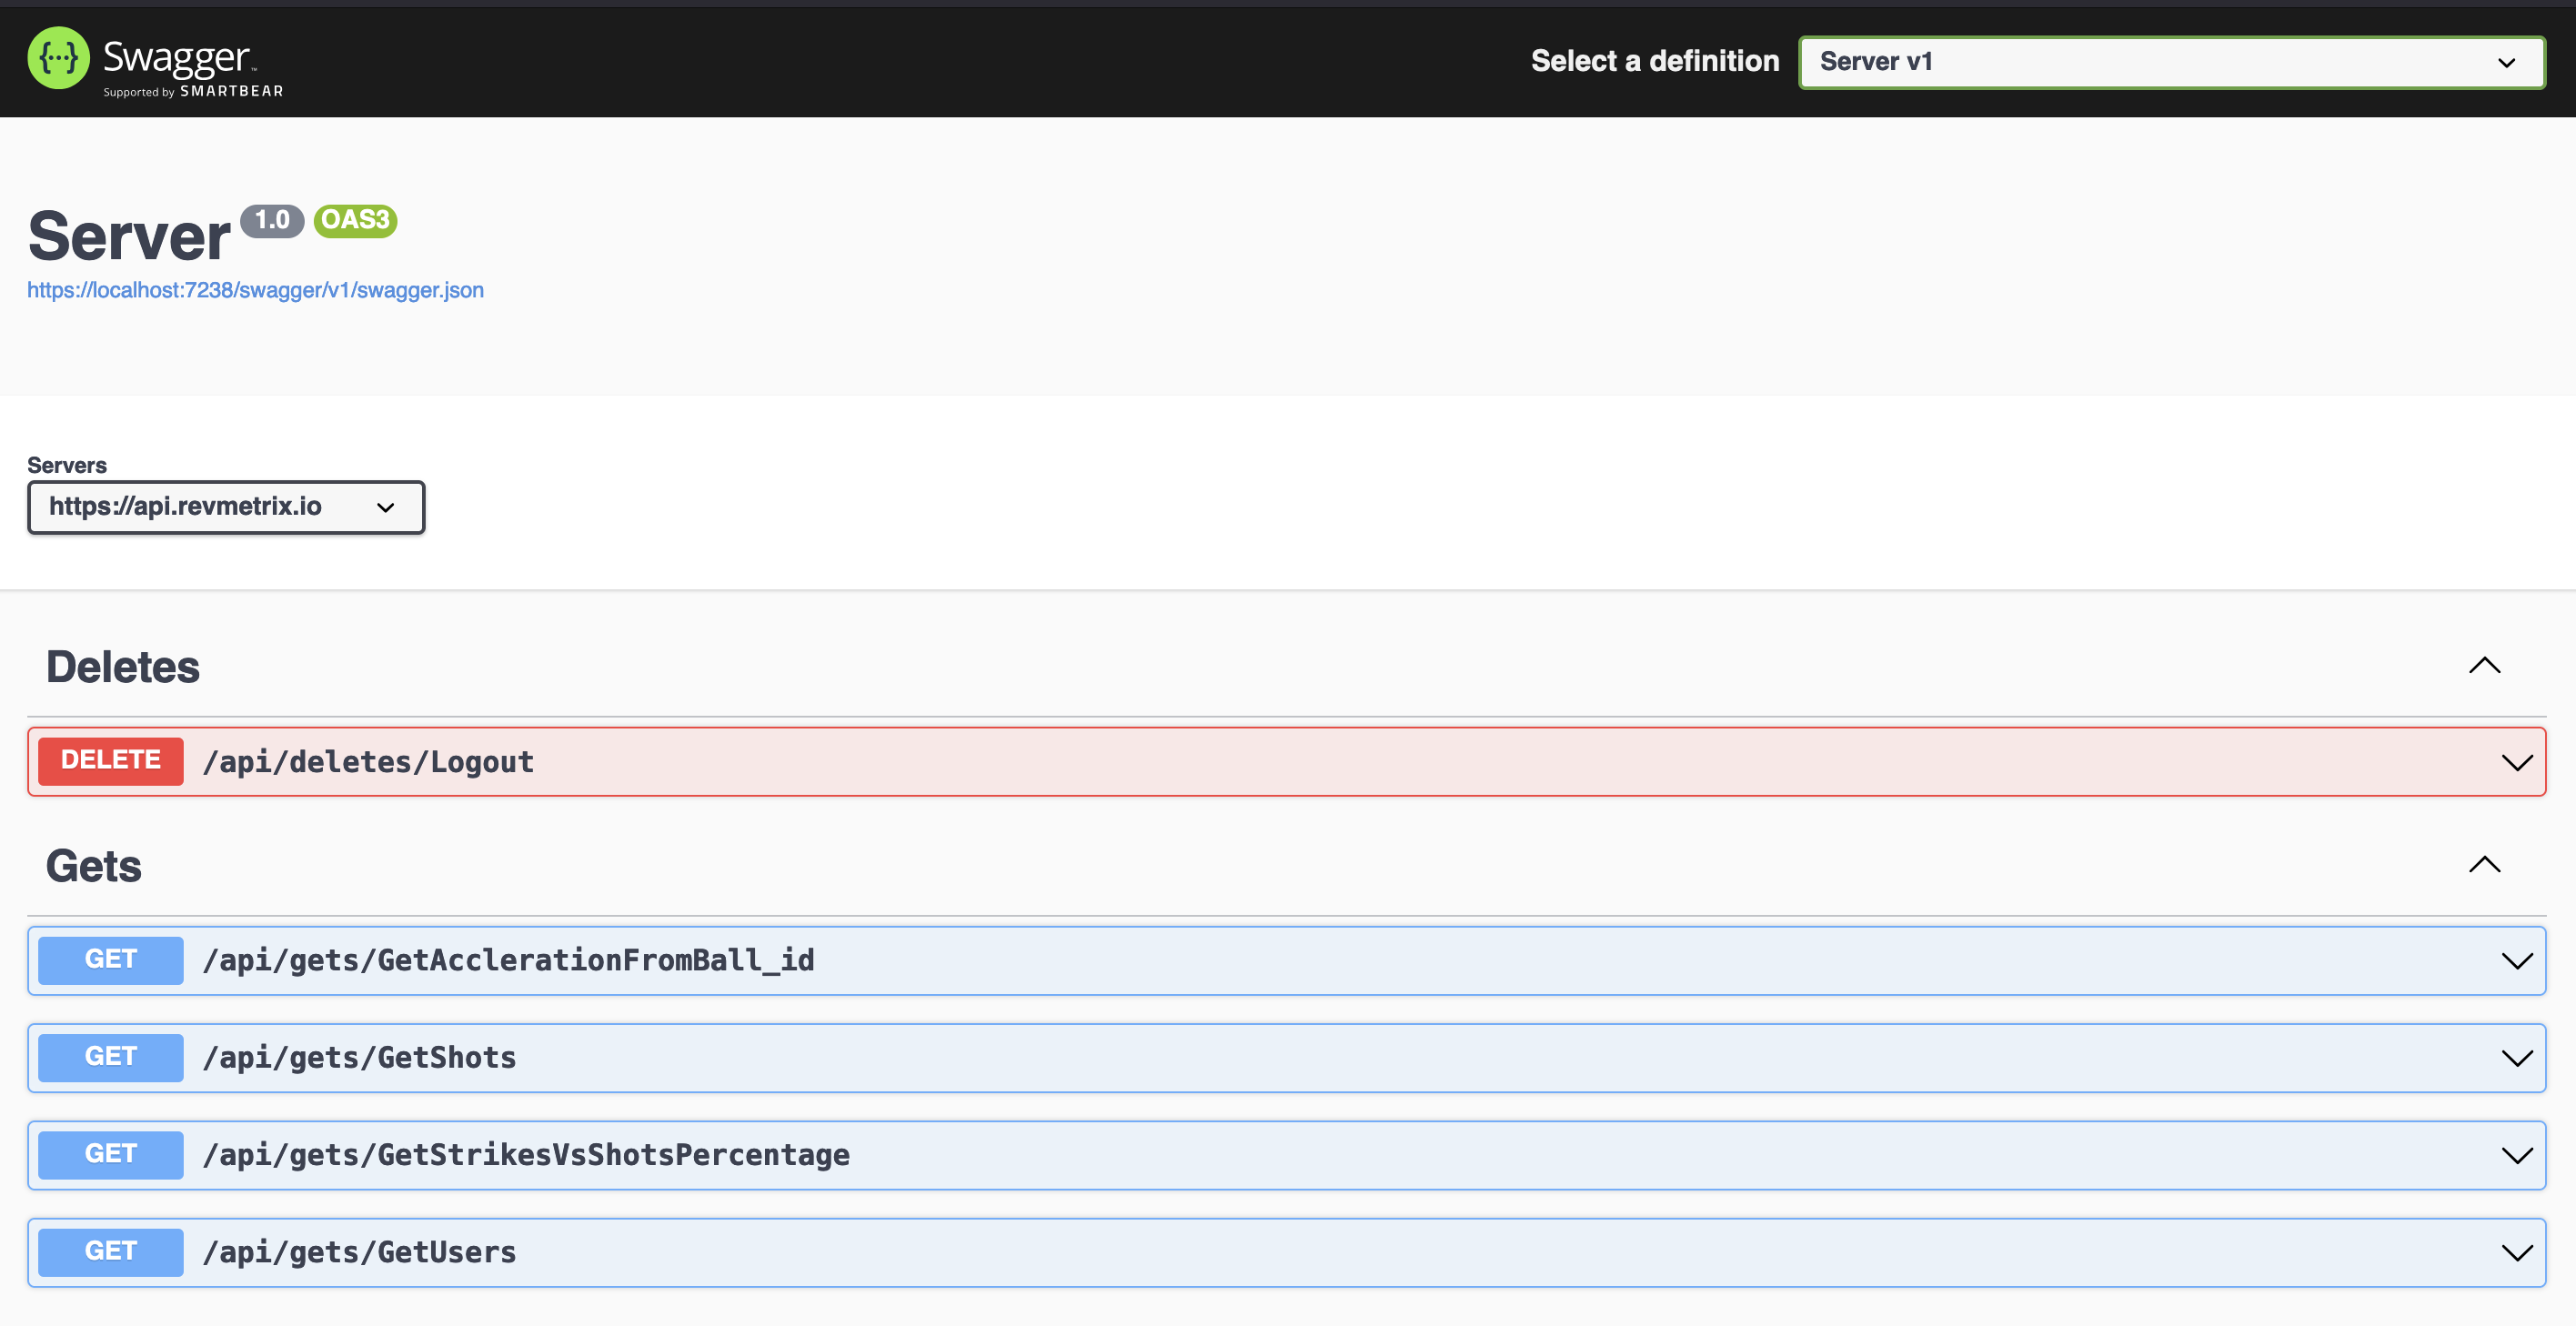 {...} Swagger™
Supported by SMARTBEAR
Select a definition
Server v1
Server 1.0 OAS3
https://localhost:7238/swagger/v1/swagger.json
Servers
https://api.revmetrix.io
Deletes
DELETE /api/deletes/Logout
Gets
GET /api/gets/GetAcclerationFromBall_id
GET /api/gets/GetShots
GET /api/gets/GetStrikesVsShotsPercentage
GET /api/gets/GetUsers